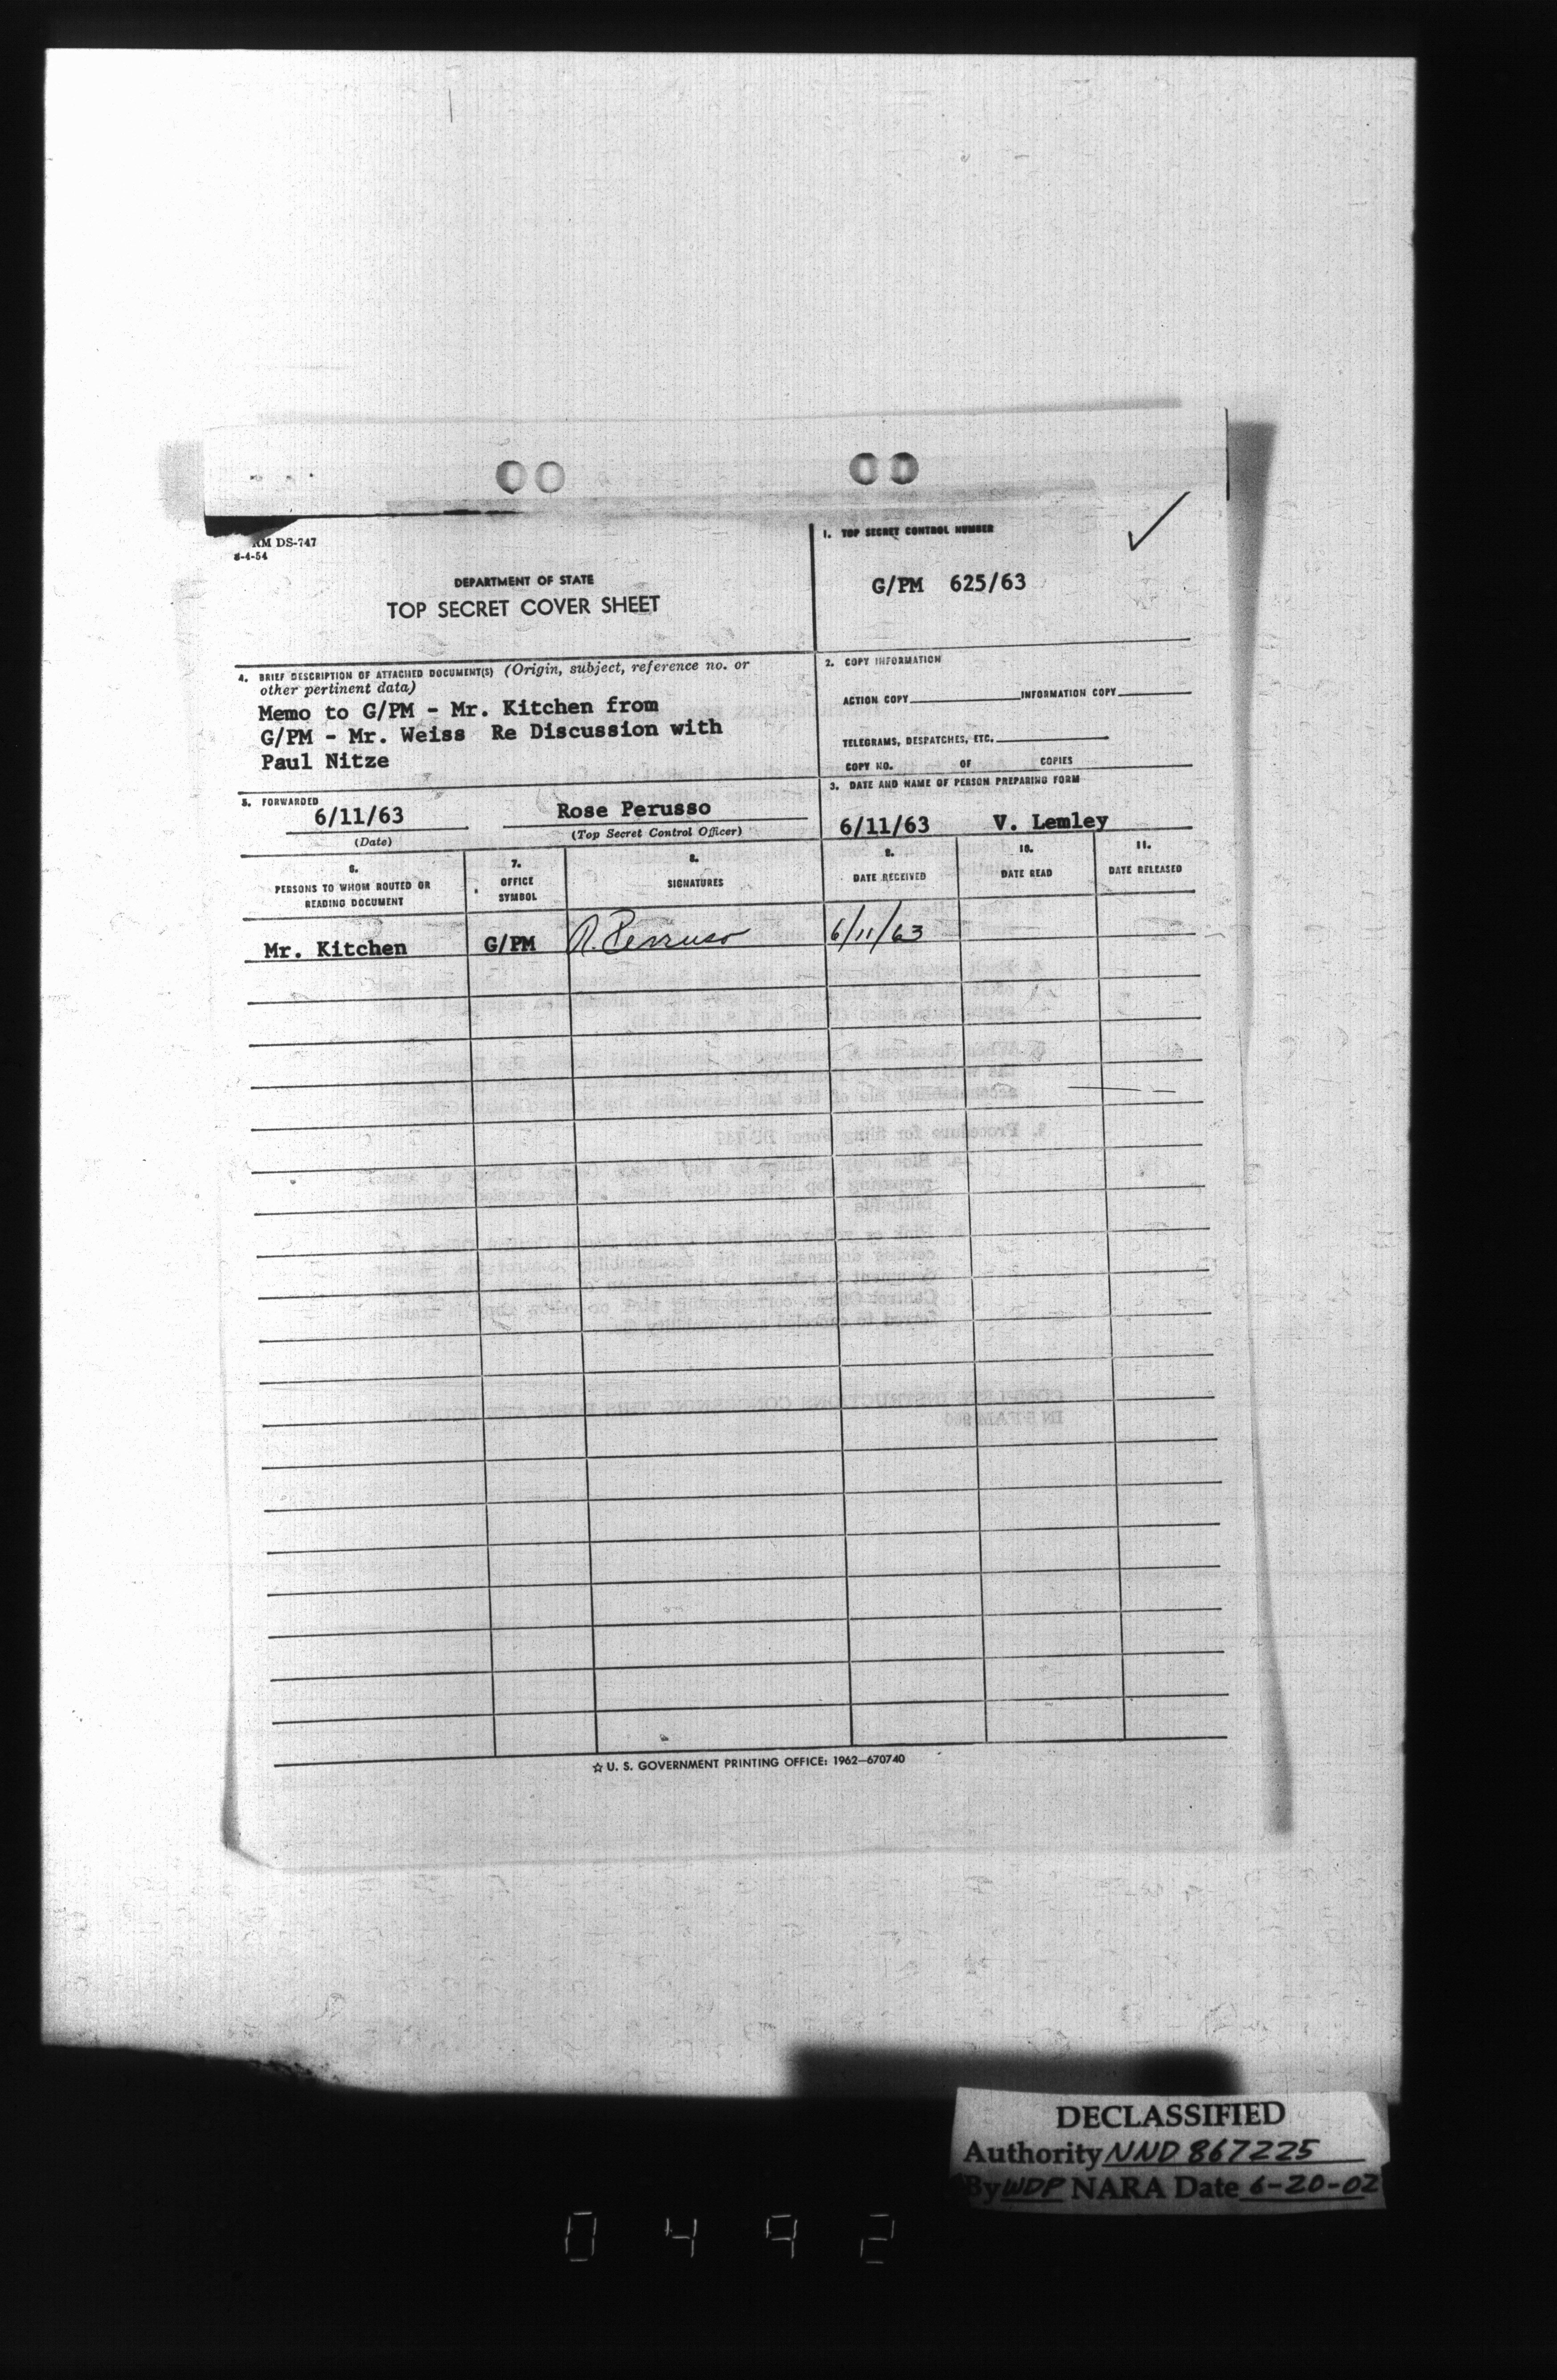 RM DS-747
8-4-54
DEPARTMENT OF STATE
TOP SECRET COVER SHEET
1. TOP SECRET CONTROL NUMBER
G/PM 625/63
4. BRIEF DESCRIPTION OF ATTACHED DOCUMENT(S) (Origin, subject, reference no. or
other pertinent data)
Memo to G/PM - Mr. Kitchen from
G/PM - Mr. Weiss Re Discussion with
Paul Nitze
2. COPY INFORMATION
ACTION COPY INFORMATION COPY
TELEGRAMS, DESPATCHES, ETC.
COPY NO. OF COPIES
5. FORWARDED
6/11/63
(Date)
Rose Perusso
(Top Secret Control Officer)
3. DATE AND NAME OF PERSON PREPARING FORM
6/11/63 V. Lemley
6.
PERSONS TO WHOM ROUTED OR
READING DOCUMENT
7.
OFFICE
SYMBOL
8.
SIGNATURES
9.
DATE RECEIVED
10.
DATE READ
11.
DATE RELEASED
Mr. Kitchen G/PM R. Perruso 6/11/63
☆ U. S. GOVERNMENT PRINTING OFFICE: 1962—670740
DECLASSIFIED
Authority NND 867225
By WDP NARA Date 6-20-02
0492